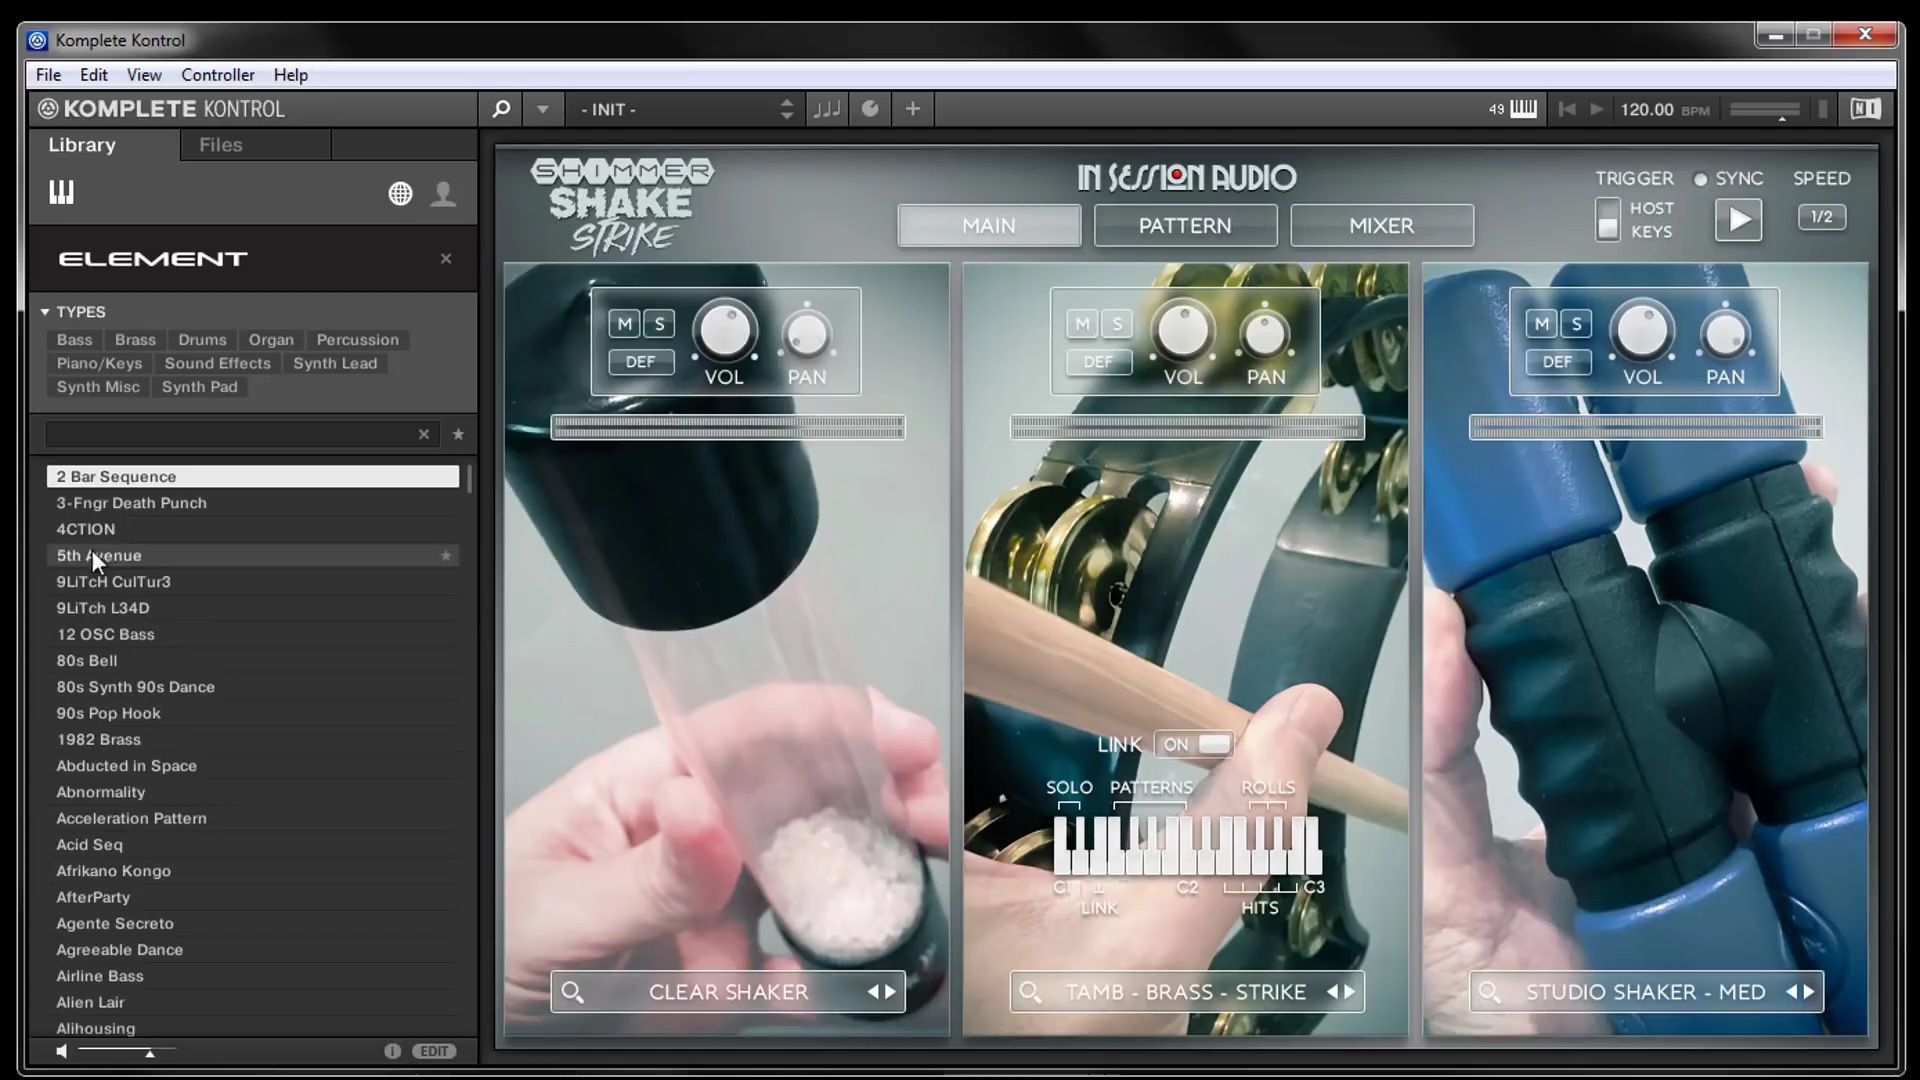 Komplete Kontrol
File Edit View Controller Help
KOMPLETE KONTROL
- INIT -
49
120.00 BPM
NI
Library Files
ELEMENT
TYPES
Bass Brass Drums Organ Percussion
Piano/Keys Sound Effects Synth Lead
Synth Misc Synth Pad
2 Bar Sequence
3-Fngr Death Punch
4CTION
5th Avenue
9LiTcH CulTur3
9LiTch L34D
12 OSC Bass
80s Bell
80s Synth 90s Dance
90s Pop Hook
1982 Brass
Abducted in Space
Abnormality
Acceleration Pattern
Acid Seq
Afrikano Kongo
AfterParty
Agente Secreto
Agreeable Dance
Airline Bass
Alien Lair
Alihousing
EDIT
SHIMMER
SHAKE
STRIKE
IN SESSION AUDIO
MAIN PATTERN MIXER
TRIGGER SYNC SPEED
HOST
KEYS
1/2
M S
DEF
VOL PAN
M S
DEF
VOL PAN
M S
DEF
VOL PAN
LINK ON
SOLO PATTERNS ROLLS
C1 C2 C3
LINK HITS
CLEAR SHAKER
TAMB - BRASS - STRIKE
STUDIO SHAKER - MED